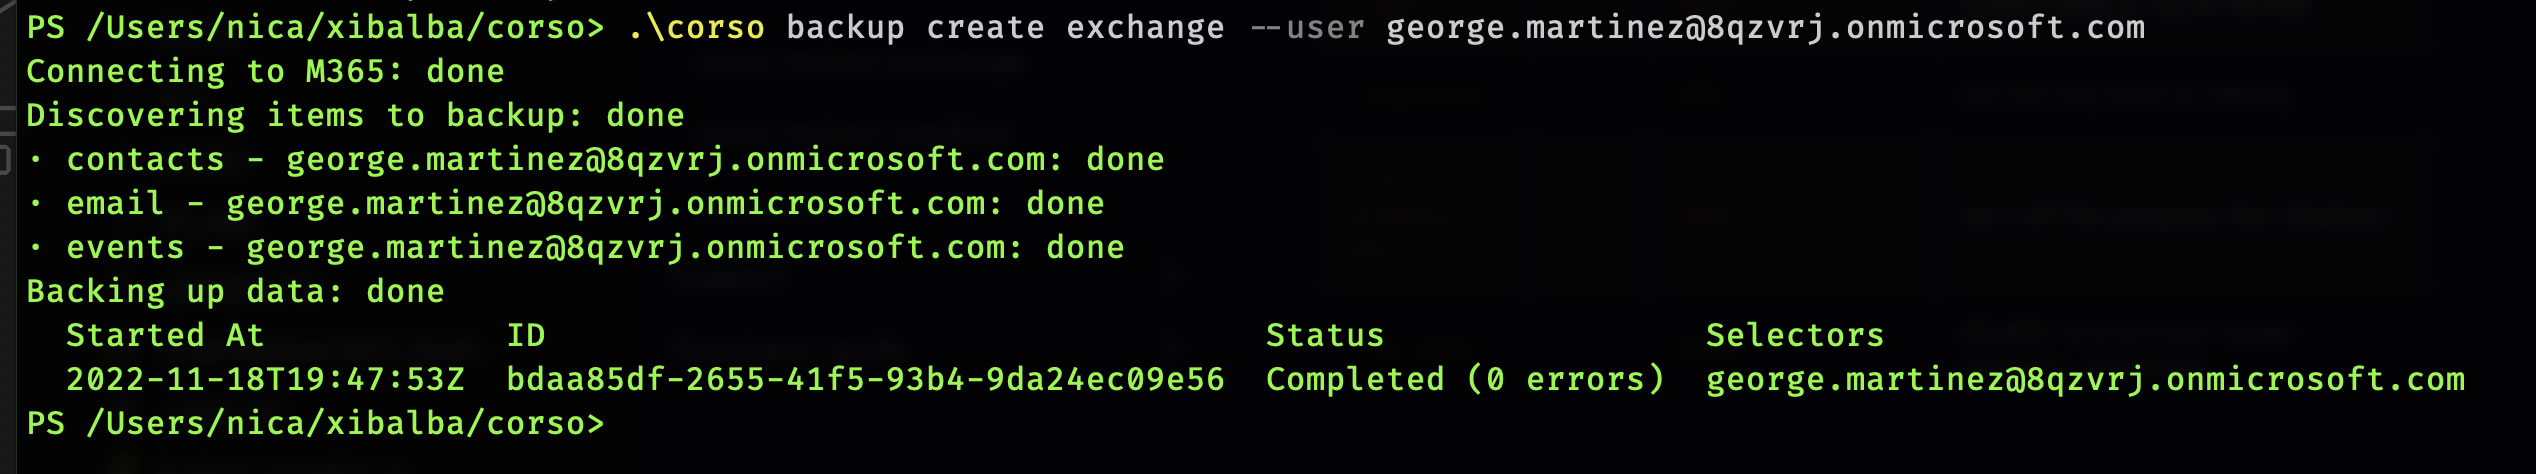 PS /Users/nica/xibalba/corso> .\corso backup create exchange --user george.martinez@8qzvrj.onmicrosoft.com
Connecting to M365: done
Discovering items to backup: done
· contacts - george.martinez@8qzvrj.onmicrosoft.com: done
· email - george.martinez@8qzvrj.onmicrosoft.com: done
· events - george.martinez@8qzvrj.onmicrosoft.com: done
Backing up data: done
Started At ID Status Selectors
2022-11-18T19:47:53Z bdaa85df-2655-41f5-93b4-9da24ec09e56 Completed (0 errors) george.martinez@8qzvrj.onmicrosoft.com
PS /Users/nica/xibalba/corso>